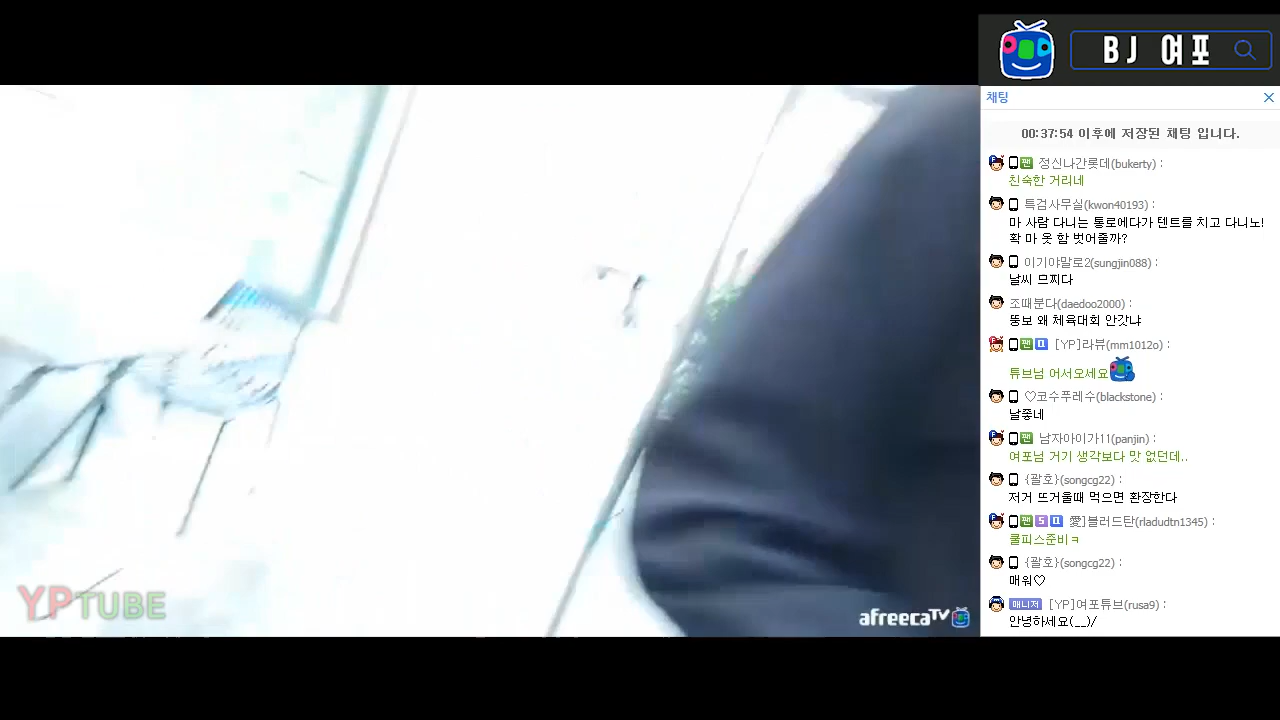 BJ 여포
채팅
00:37:54 이후에 저장된 채팅 입니다.
팬 정신나간롯데(bukerty) :
친숙한 거리네
특검사무실(kwon40193) :
마 사람 다니는 통로에다가 텐트를 치고 다니노!
확 마 옷 함 벗어줄까?
이기야말로2(sungjin088) :
날씨 므찌다
조때분다(daedoo2000) :
뚱보 왜 체육대회 안갓냐
팬 [YP]라뷰(mm1012o) :
튜브님 어서오세요
♡코수푸레수(blackstone) :
날좋네
팬 남자아이가11(panjin) :
여포님 거기 생각보다 맛 없던데..
{괄호}(songcg22) :
저거 뜨거울때 먹으면 환장한다
팬 S 愛]블러드탄(rladudtn1345) :
쿨피스준비ㅋ
{괄호}(songcg22) :
매워♡
매니저 [YP]여포튜브(rusa9) :
안녕하세요(__)/
YPTUBE
afreecaTV